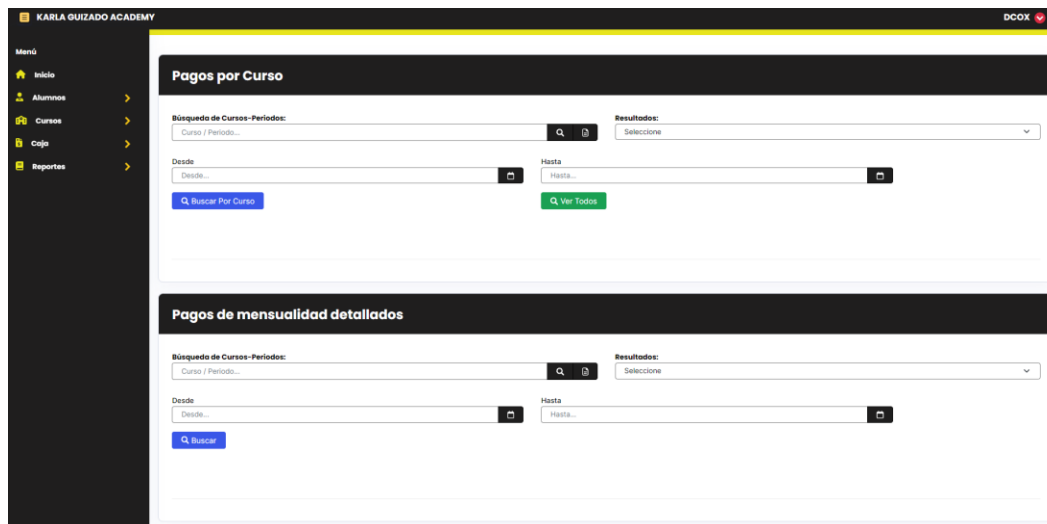 KARLA GUIZADO ACADEMY
DCOX
Menú
Inicio
Alumnos
Cursos
Caja
Reportes
Pagos por Curso
Búsqueda de Cursos-Periodos:
Resultados:
Curso / Periodo...
Seleccione
Desde
Hasta
Desde...
Hasta...
Buscar Por Curso
Ver Todos
Pagos de mensualidad detallados
Búsqueda de Cursos-Periodos:
Resultados:
Curso / Periodo...
Seleccione
Desde
Hasta
Desde...
Hasta...
Buscar